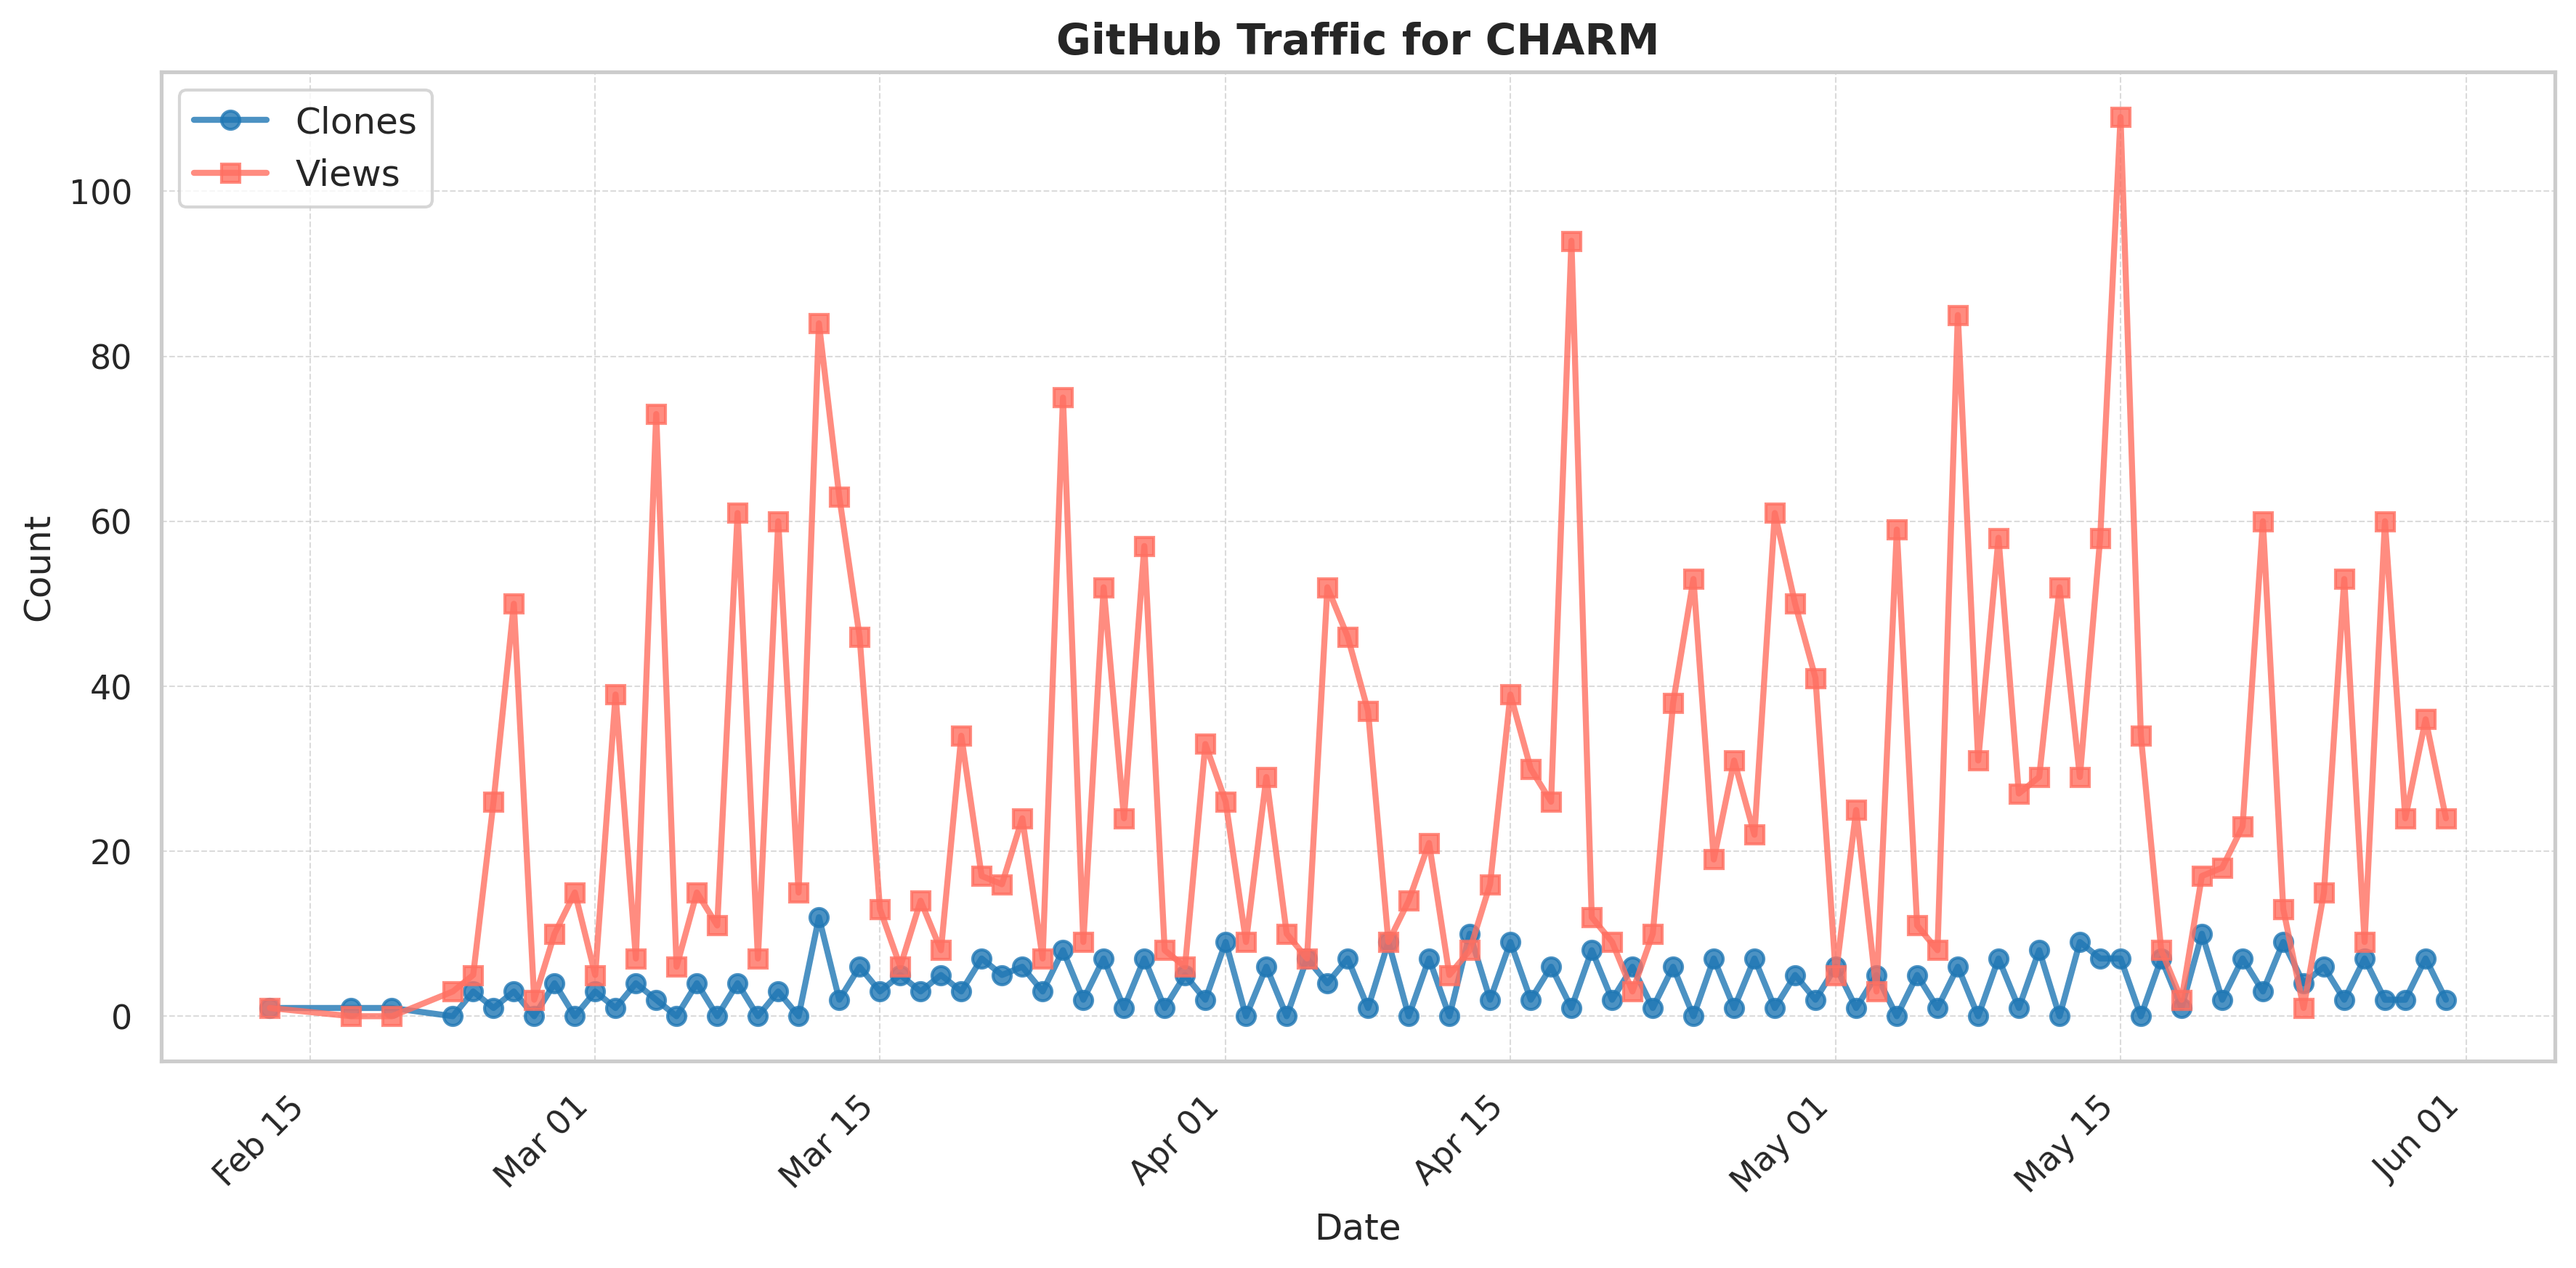 GitHub Traffic for CHARM
Clones
Views
100
80
60
40
20
0
Count
Feb 15
Mar 01
Mar 15
Apr 01
Apr 15
May 01
May 15
Jun 01
Date